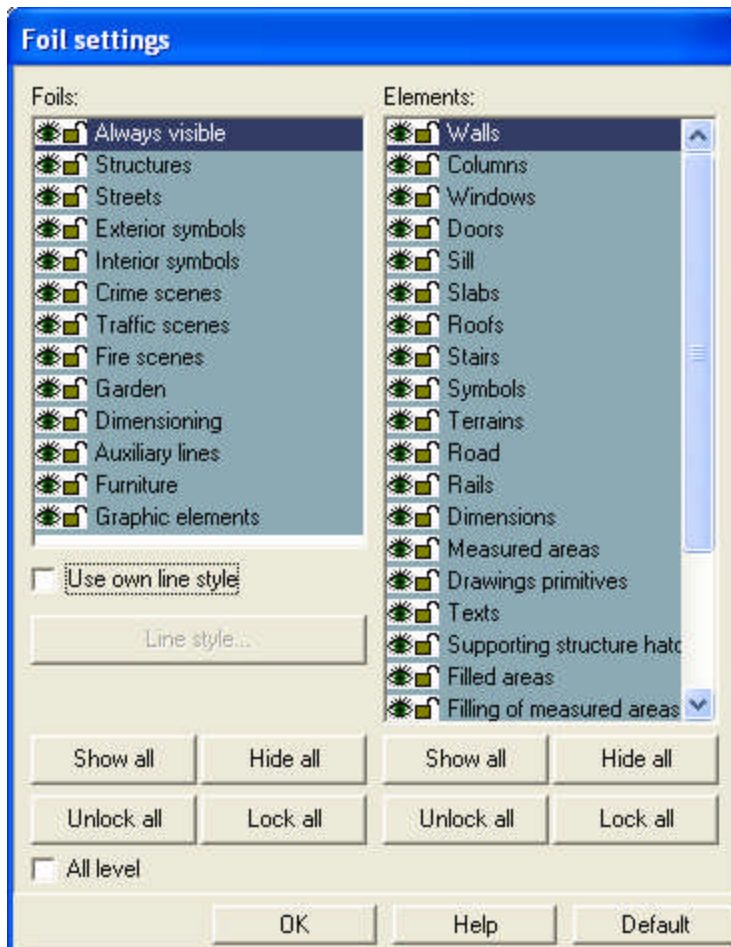 Foil settings
Foils:
Always visible
Structures
Streets
Exterior symbols
Interior symbols
Crime scenes
Traffic scenes
Fire scenes
Garden
Dimensioning
Auxiliary lines
Furniture
Graphic elements
Use own line style
Line style...
Show all
Hide all
Unlock all
Lock all
All level
Elements:
Walls
Columns
Windows
Doors
Sill
Slabs
Roofs
Stairs
Symbols
Terrains
Road
Rails
Dimensions
Measured areas
Drawings primitives
Texts
Supporting structure hatc
Filled areas
Filling of measured areas
Show all
Hide all
Unlock all
Lock all
OK
Help
Default